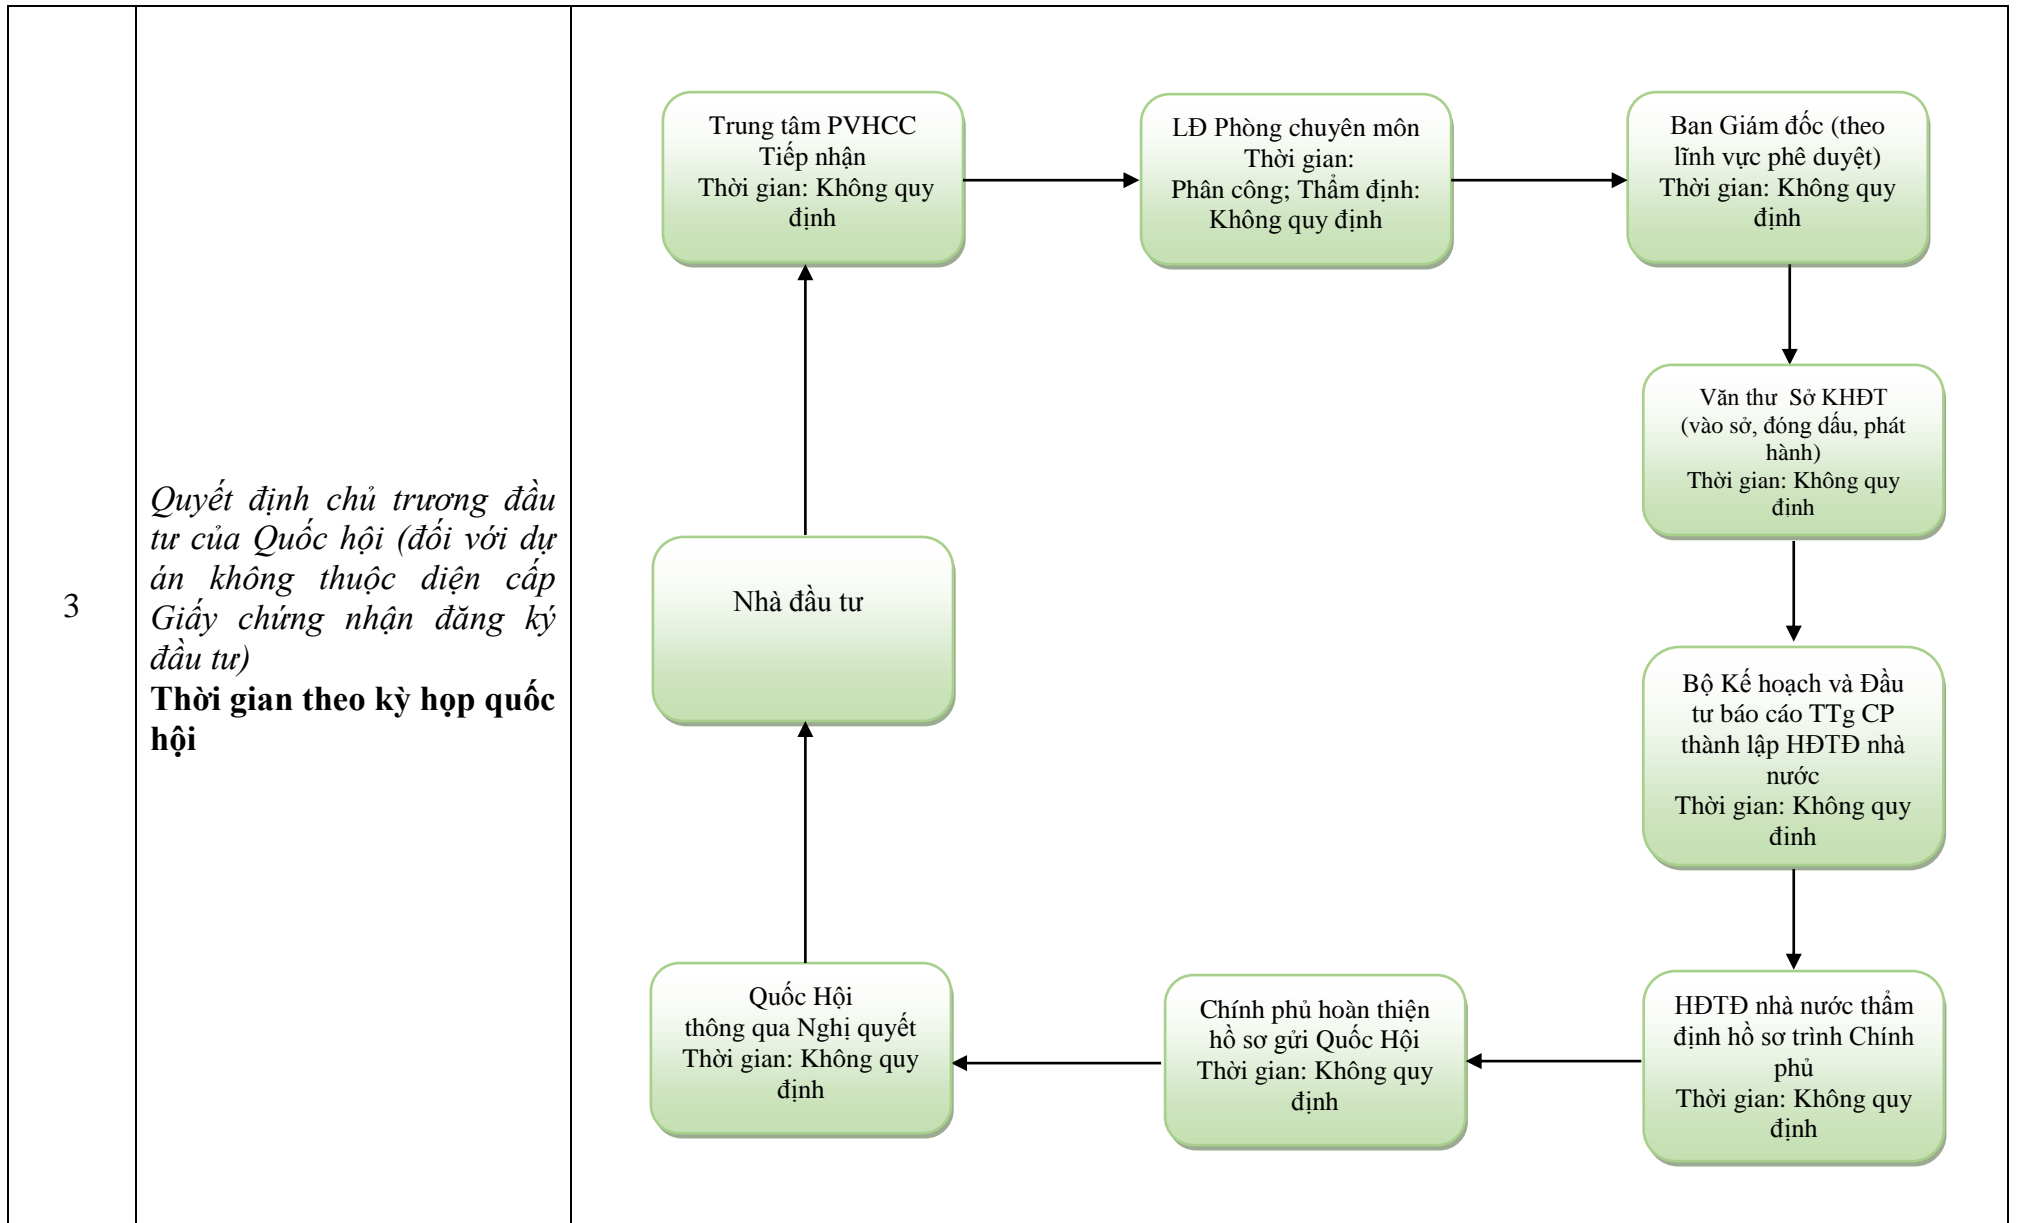 3
Quyết định chủ trương đầu
tư của Quốc hội (đối với dự
án không thuộc diện cấp
Giấy chứng nhận đăng ký
đầu tư)
Thời gian theo kỳ họp quốc
hội
Trung tâm PVHCC
Tiếp nhận
Thời gian: Không quy
định
LĐ Phòng chuyên môn
Thời gian:
Phân công; Thẩm định:
Không quy định
Ban Giám đốc (theo
lĩnh vực phê duyệt)
Thời gian: Không quy
định
Văn thư  Sở KHĐT
(vào sở, đóng dấu, phát
hành)
Thời gian: Không quy
định
Bộ Kế hoạch và Đầu
tư báo cáo TTg CP
thành lập HĐTĐ nhà
nước
Thời gian: Không quy
đinh
HĐTĐ nhà nước thẩm
định hồ sơ trình Chính
phủ
Thời gian: Không quy
định
Chính phủ hoàn thiện
hồ sơ gửi Quốc Hội
Thời gian: Không quy
định
Quốc Hội
thông qua Nghị quyết
Thời gian: Không quy
định
Nhà đầu tư